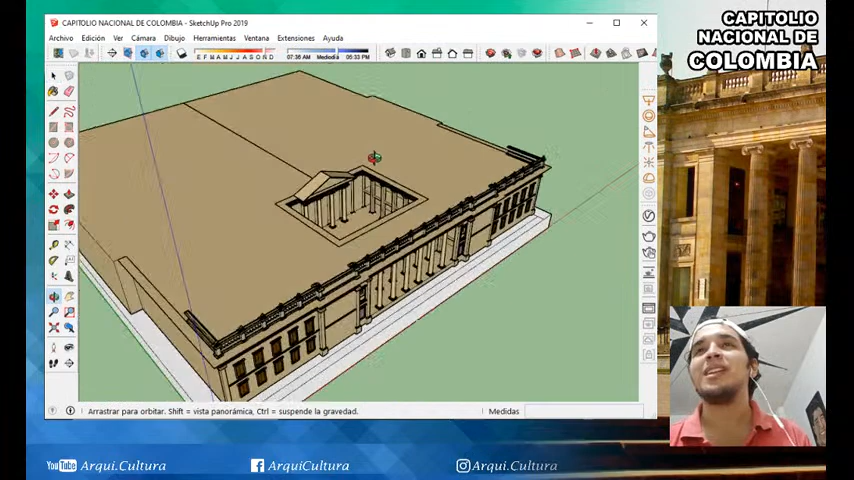 CAPITOLIO NACIONAL DE COLOMBIA - SketchUp Pro 2019
CAPITOLIO
NACIONAL DE
COLOMBIA
Archivo Edición Ver Cámara Dibujo Herramientas Ventana Extensiones Ayuda
E F M A M J J A S O N D 07:36 AM Mediodía 05:33 PM
Arrastrar para orbitar. Shift = vista panorámica, Ctrl = suspende la gravedad. Medidas
YouTube Arqui.Cultura ArquiCultura Arqui.Cultura